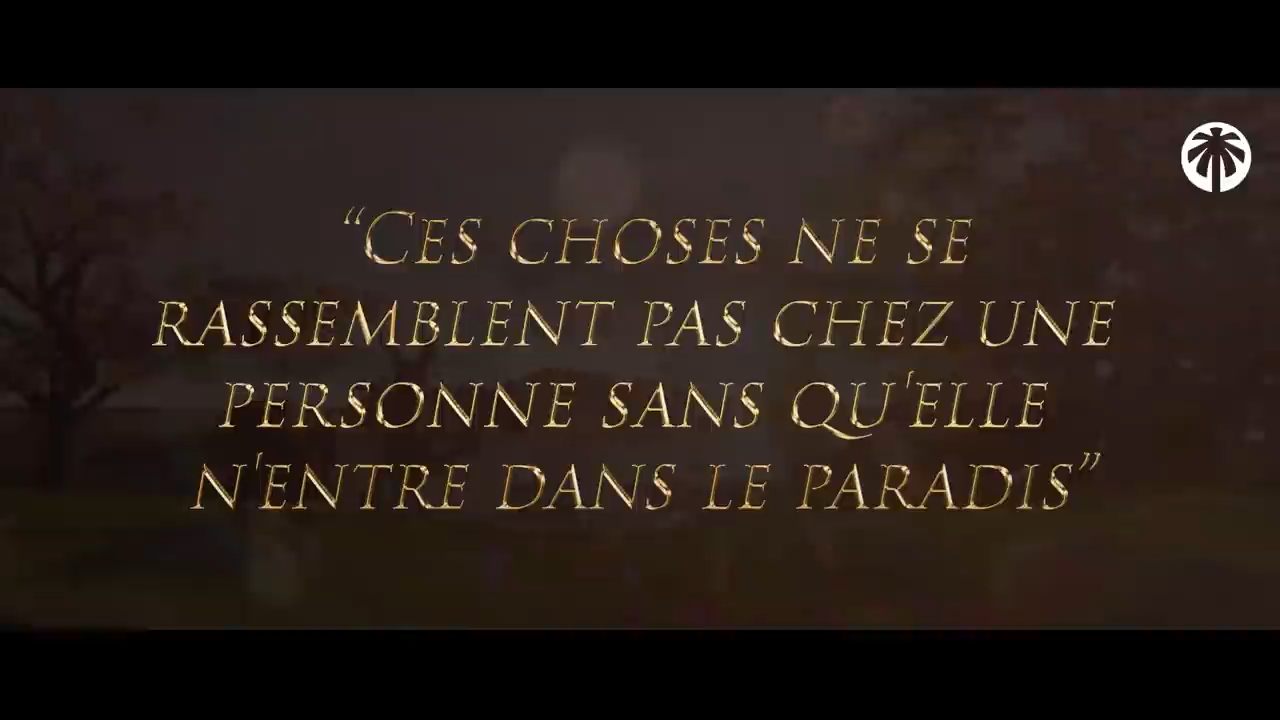 “Ces choses ne se
rassemblent pas chez une
personne sans qu'elle
n'entre dans le paradis”